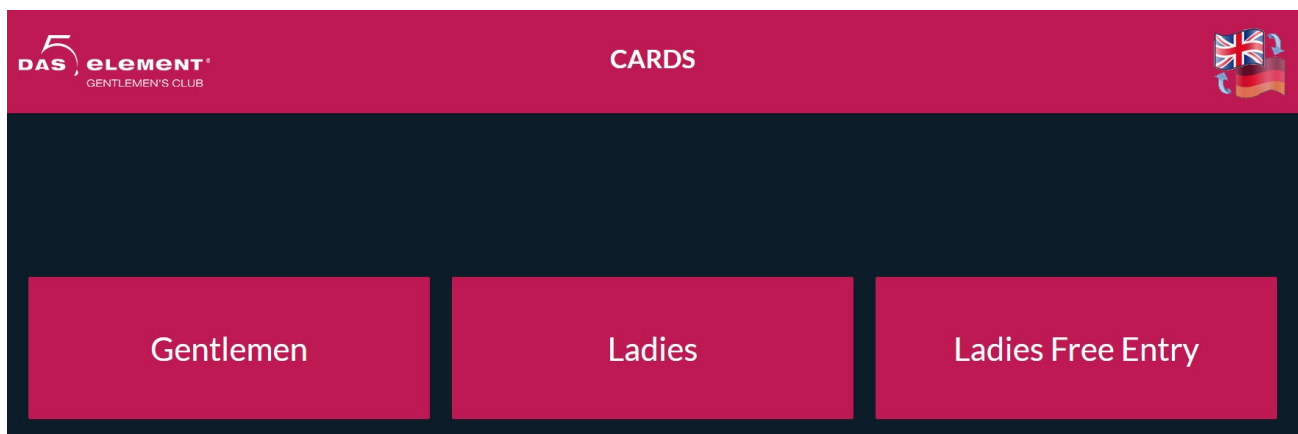 DAS 5 ELEMENT
GENTLEMEN'S CLUB
CARDS
Gentlemen
Ladies
Ladies Free Entry